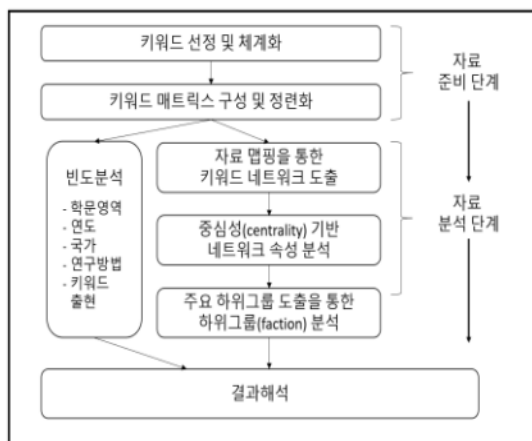 키워드 선정 및 체계화
키워드 매트릭스 구성 및 정련화
자료
준비 단계
빈도분석
- 학문영역
- 연도
- 국가
- 연구방법
- 키워드
출현
자료 맵핑을 통한
키워드 네트워크 도출
중심성(centrality) 기반
네트워크 속성 분석
주요 하위그룹 도출을 통한
하위그룹(faction) 분석
자료
분석 단계
결과해석